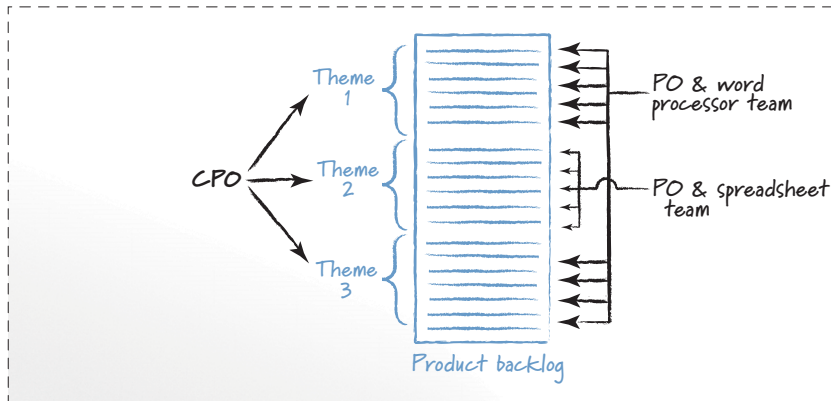 Theme
1
PO & word
processor team
CPO
Theme
2
PO & spreadsheet
team
Theme
3
Product backlog